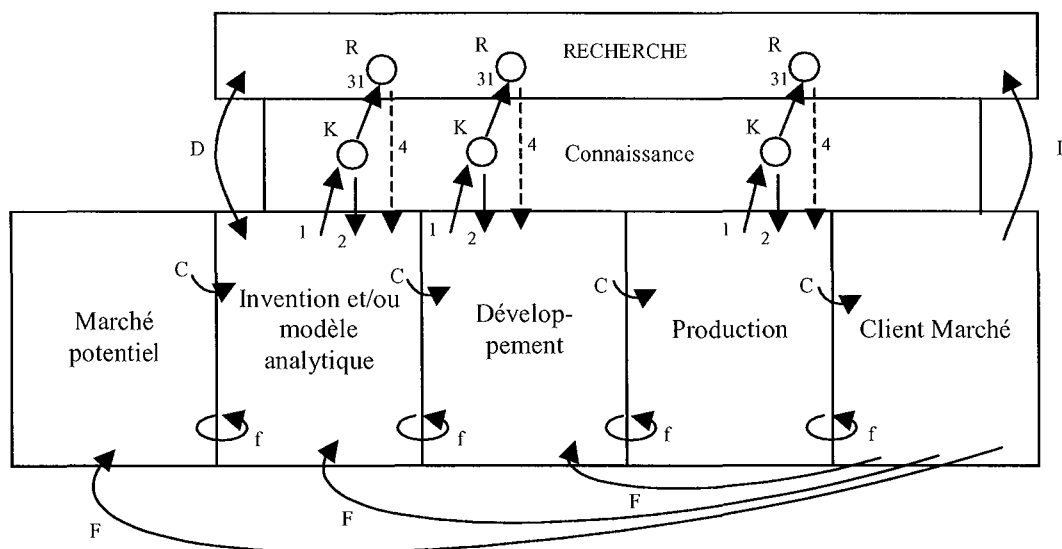 R
R
RECHERCHE
R
31
31
31
K
K
K
D
4
4
Connaissance
4
I
1
2
1
2
1
2
C
C
C
C
Marché
potentiel
Invention et/ou
modèle
analytique
Dévelop-
pement
Production
Client Marché
f
f
f
f
F
F
F